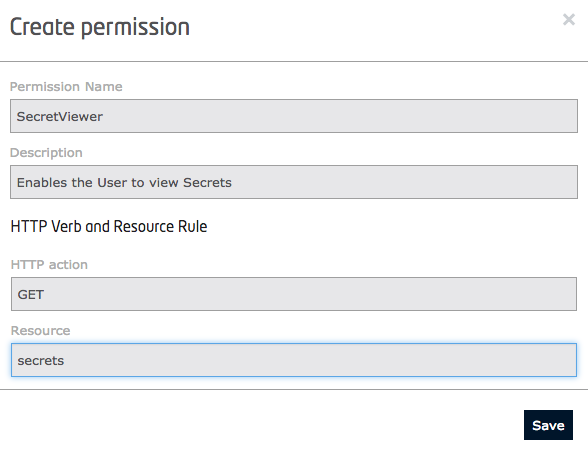 Create permission
×
Permission Name
SecretViewer
Description
Enables the User to view Secrets
HTTP Verb and Resource Rule
HTTP action
GET
Resource
secrets
Save